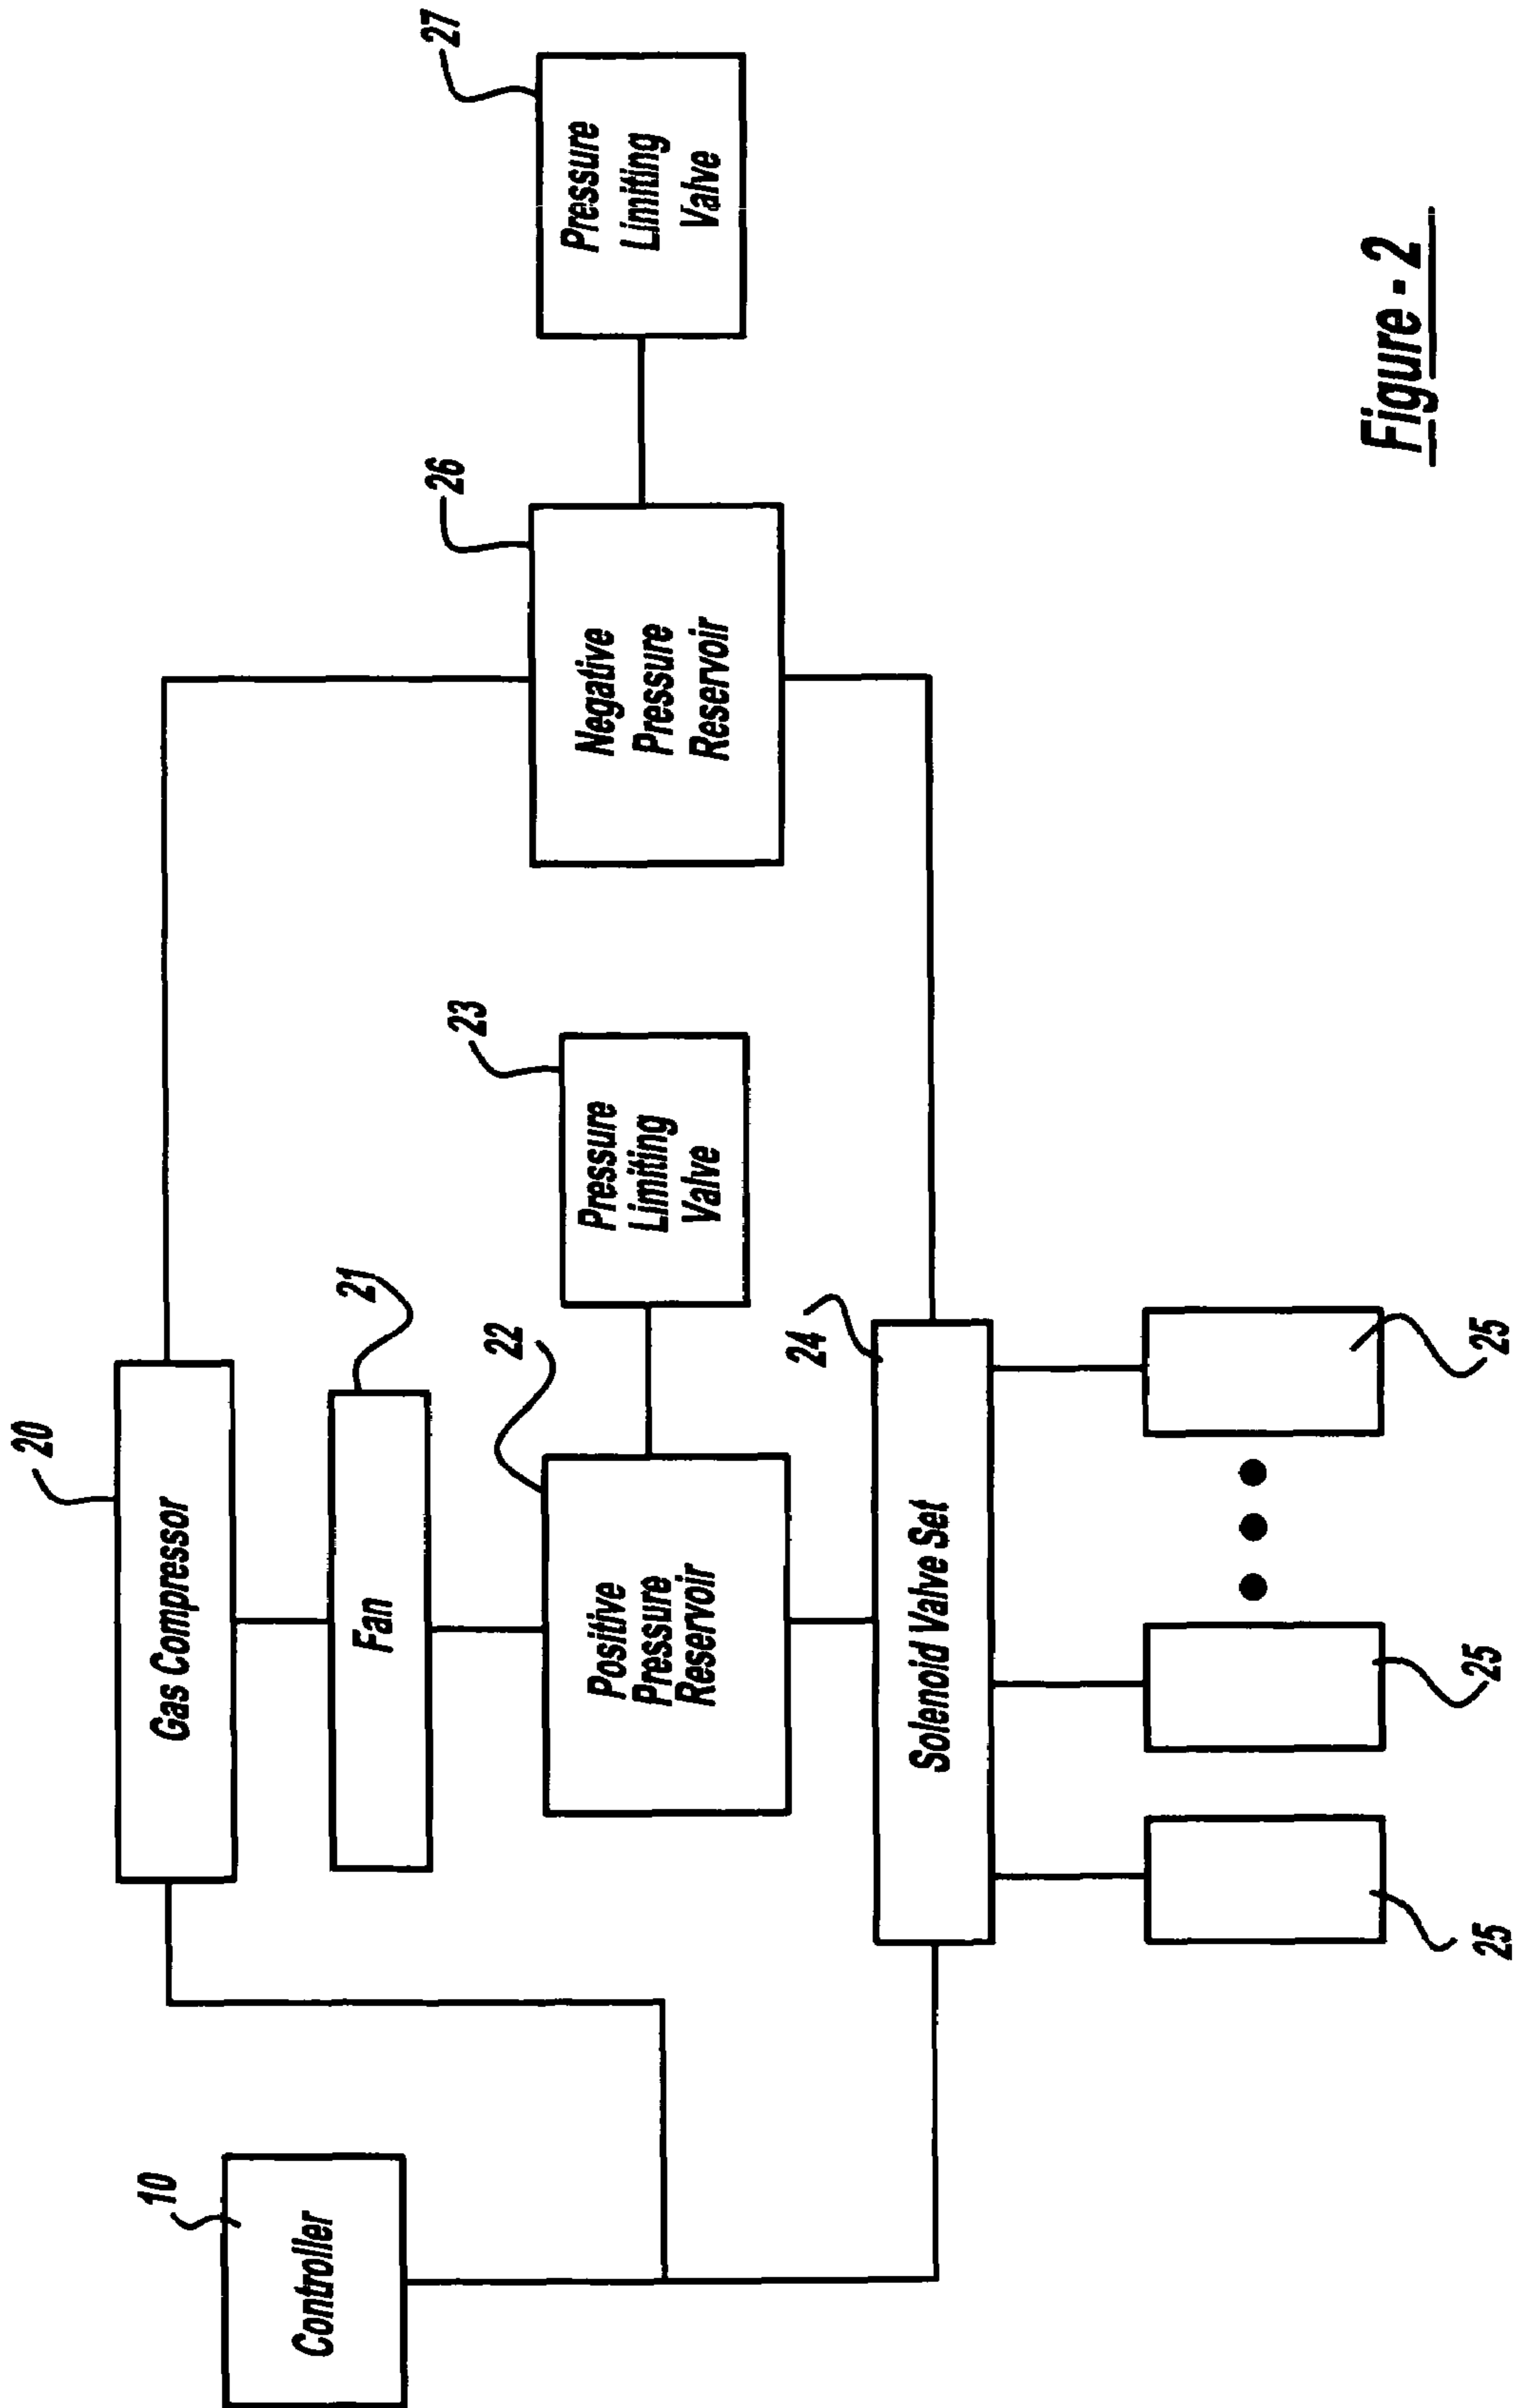 20
Gas Compressor
10
Controller
21
Fan
22
Positive
Pressure
Reservoir
23
Pressure
Limiting
Valve
26
Negative
Pressure
Reservoir
27
Pressure
Limiting
Valve
24
Solenoid Valve Set
25
25
25
Figure - 2